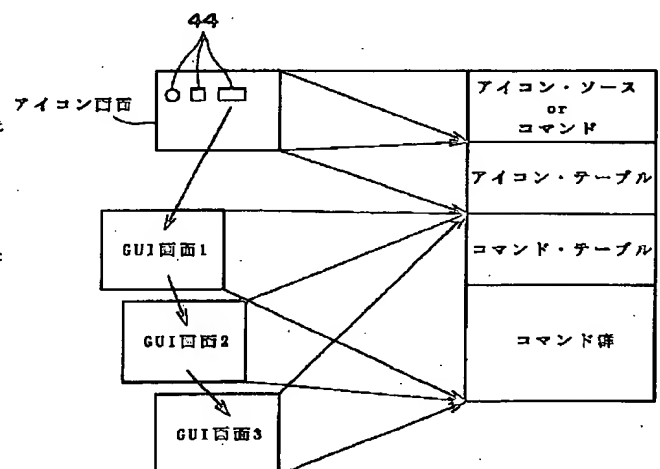 44
アイコン画面
アイコン・ソース
or
コマンド
アイコン・テーブル
コマンド・テーブル
コマンド群
GUI画面1
GUI画面2
GUI画面3